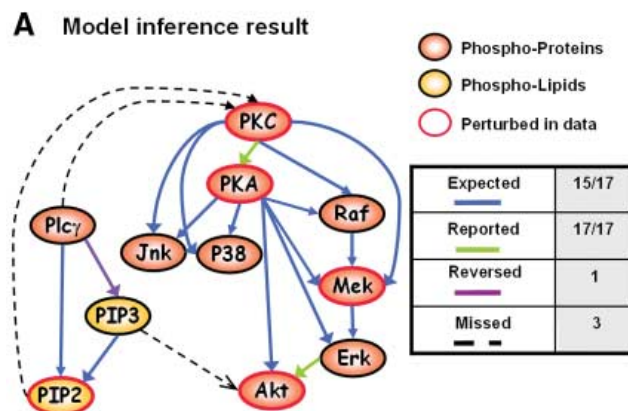 A Model inference result
Phospho-Proteins
Phospho-Lipids
Perturbed in data
PKC
PKA
Raf
Plcγ
Jnk
P38
Mek
PIP3
Erk
PIP2
Akt
Expected 15/17
Reported 17/17
Reversed 1
Missed 3